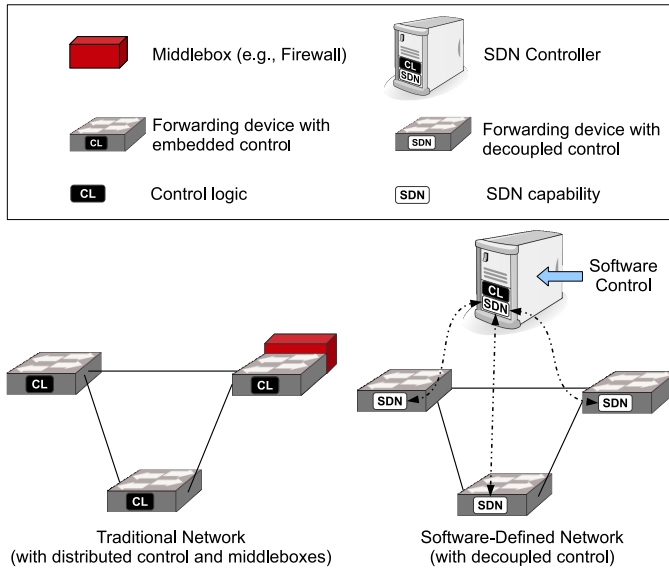 Middlebox (e.g., Firewall)
CL
SDN
SDN Controller
CL
Forwarding device with
embedded control
SDN
Forwarding device with
decoupled control
CL
Control logic
SDN
SDN capability
CL
SDN
Software
Control
CL
CL
CL
SDN
SDN
SDN
Traditional Network
(with distributed control and middleboxes)
Software-Defined Network
(with decoupled control)